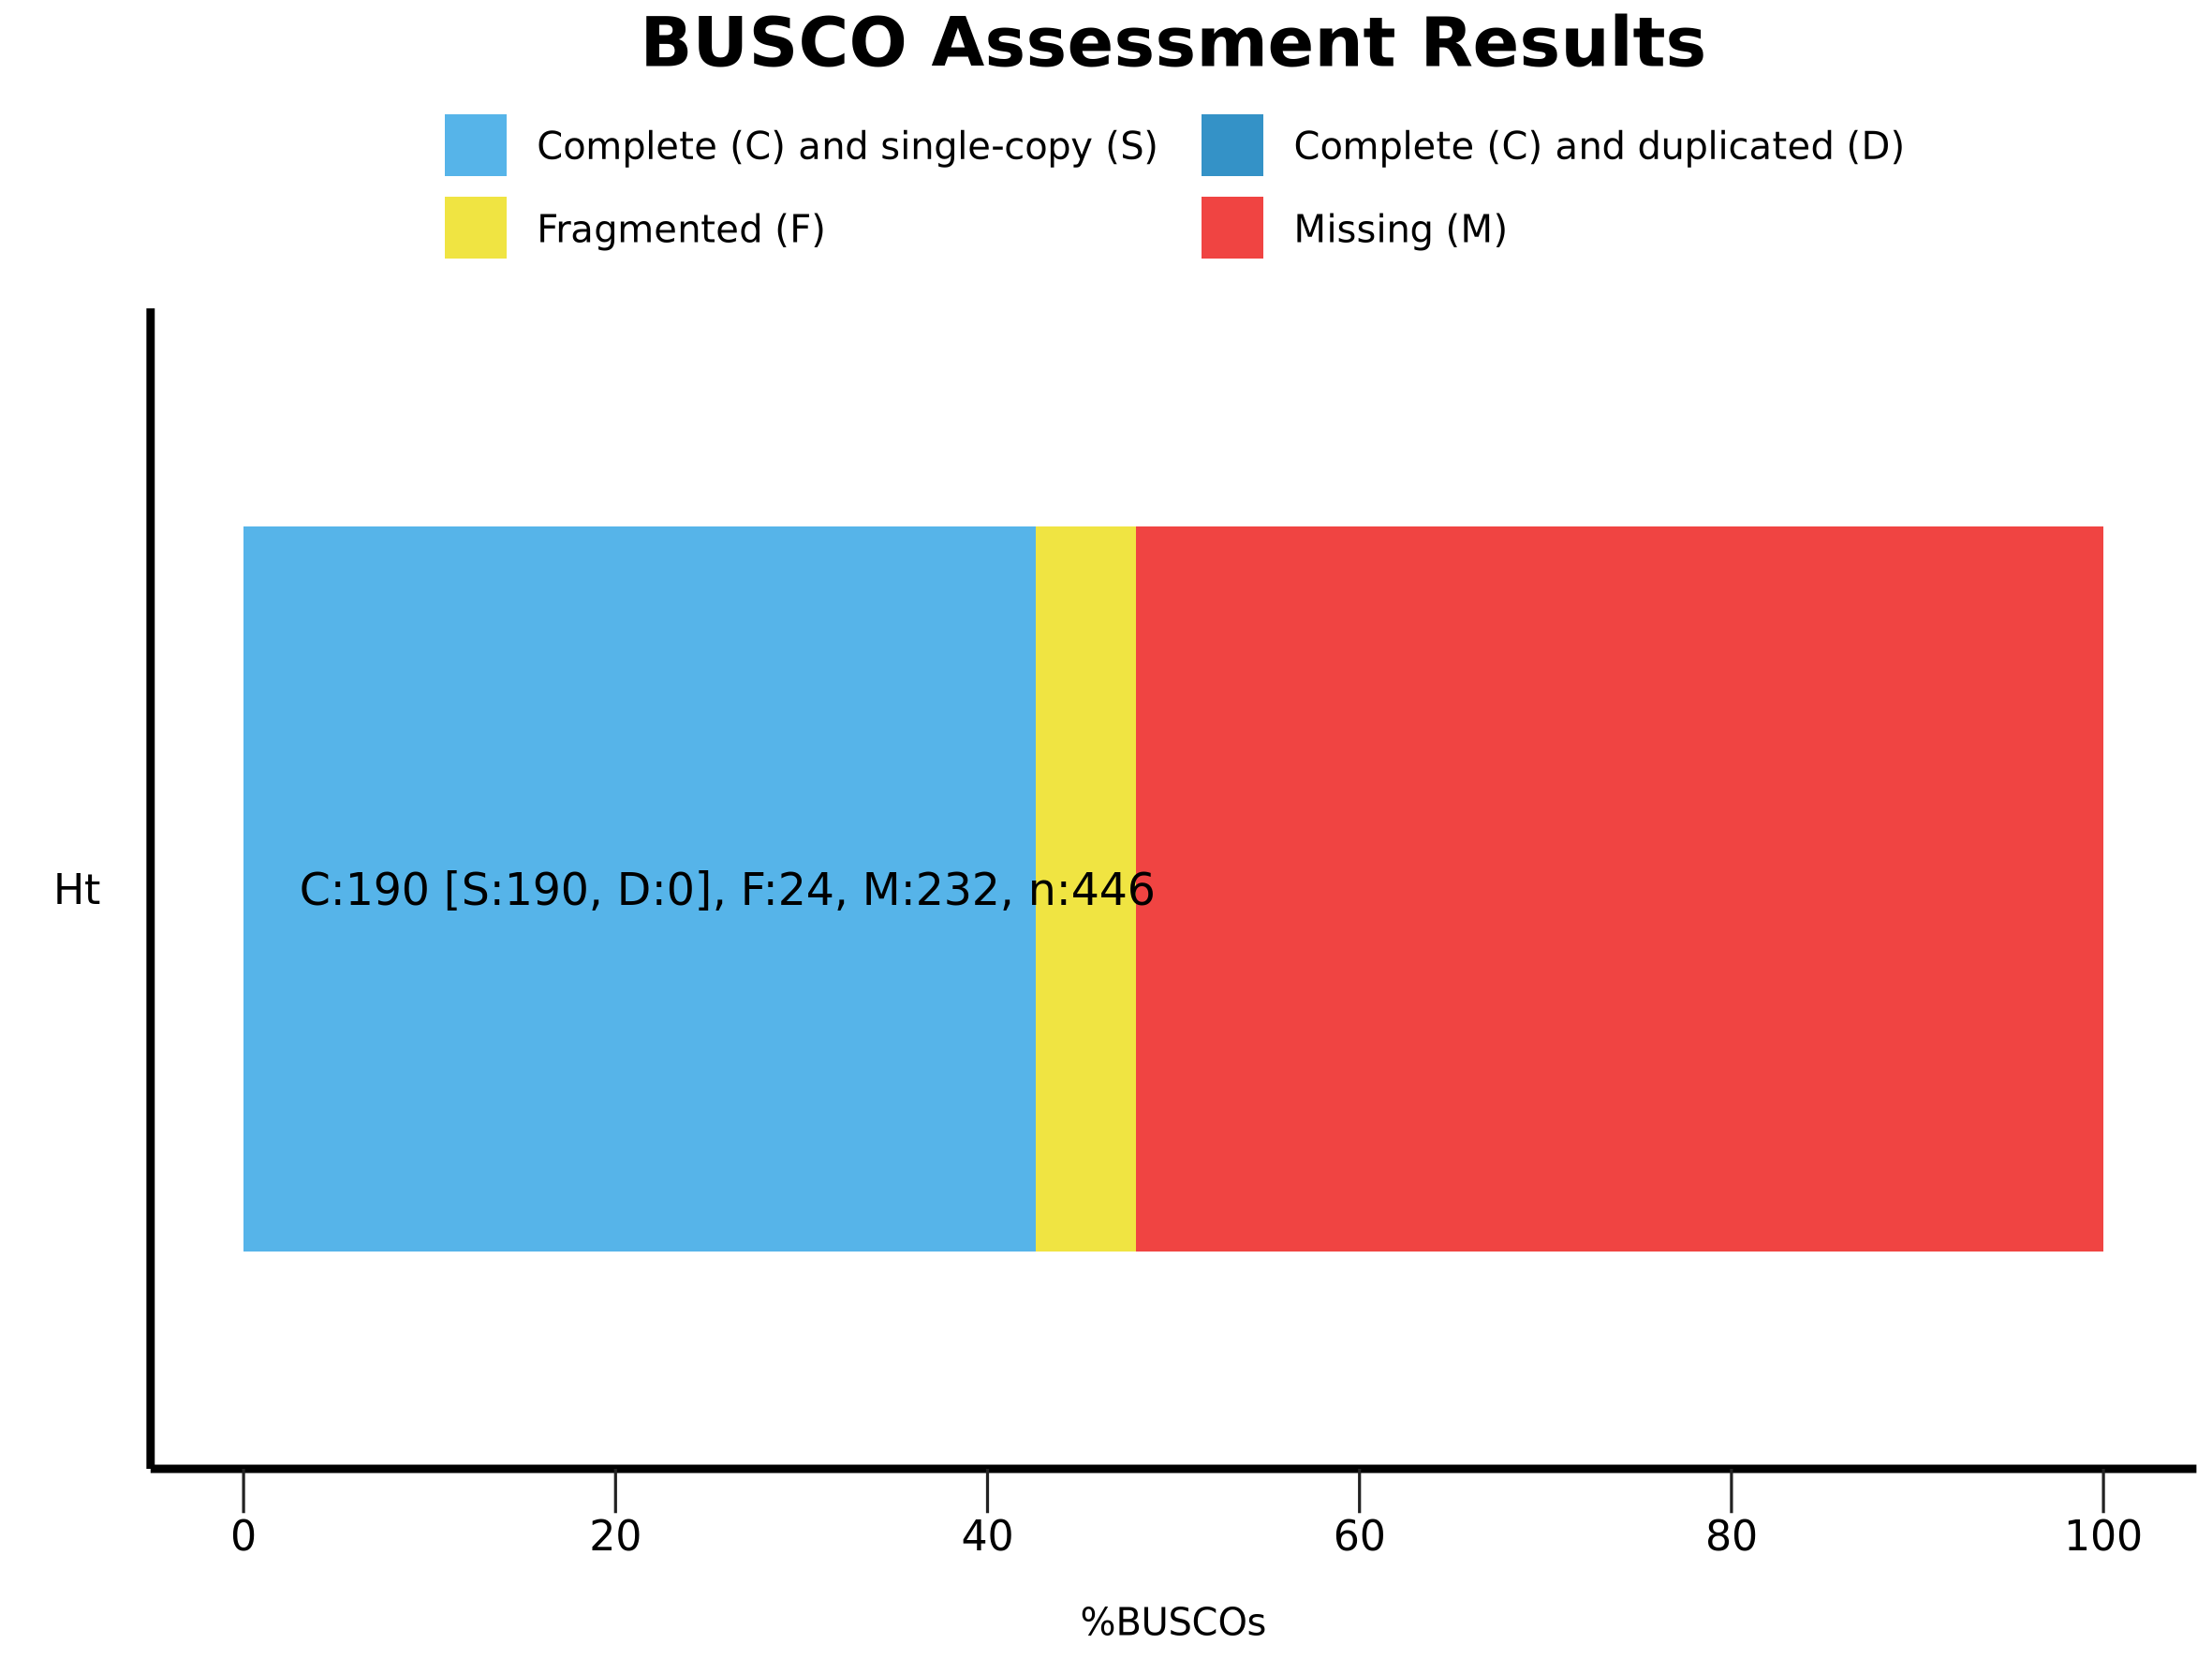 BUSCO Assessment Results
Complete (C) and single-copy (S)
Complete (C) and duplicated (D)
Fragmented (F)
Missing (M)
Ht
C:190 [S:190, D:0], F:24, M:232, n:446
0 20 40 60 80 100
%BUSCOs